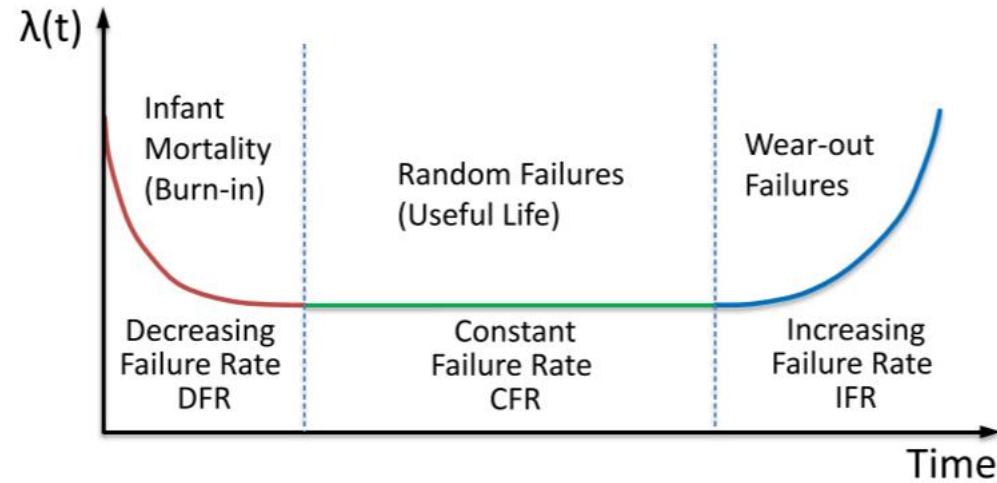 λ(t)
Infant
Mortality
(Burn-in)
Random Failures
(Useful Life)
Wear-out
Failures
Decreasing
Failure Rate
DFR
Constant
Failure Rate
CFR
Increasing
Failure Rate
IFR
Time